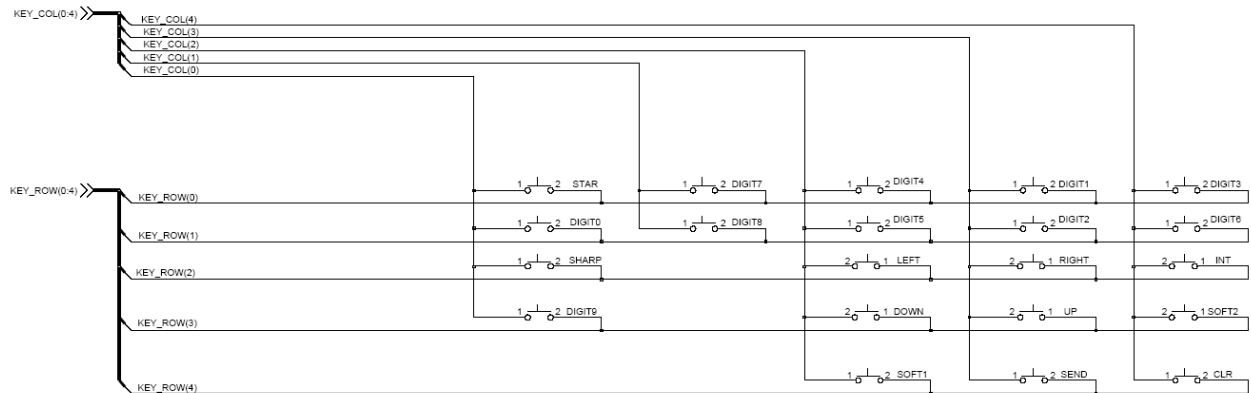 KEY_COL(0:4)
KEY_COL(4)
KEY_COL(3)
KEY_COL(2)
KEY_COL(1)
KEY_COL(0)
KEY_ROW(0:4)
1 2 STAR 1 2 DIGIT7 1 2 DIGIT4 1 2 DIGIT1 1 2 DIGIT3
KEY_ROW(0)
1 2 DIGIT0 1 2 DIGIT8 1 2 DIGIT5 1 2 DIGIT2 1 2 DIGIT6
KEY_ROW(1)
1 2 SHARP 2 1 LEFT 2 1 RIGHT 2 1 INT
KEY_ROW(2)
1 2 DIGIT9 2 1 DOWN 2 1 UP 2 1 SOFT2
KEY_ROW(3)
1 2 SOFT1 1 2 SEND 1 2 CLR
KEY_ROW(4)